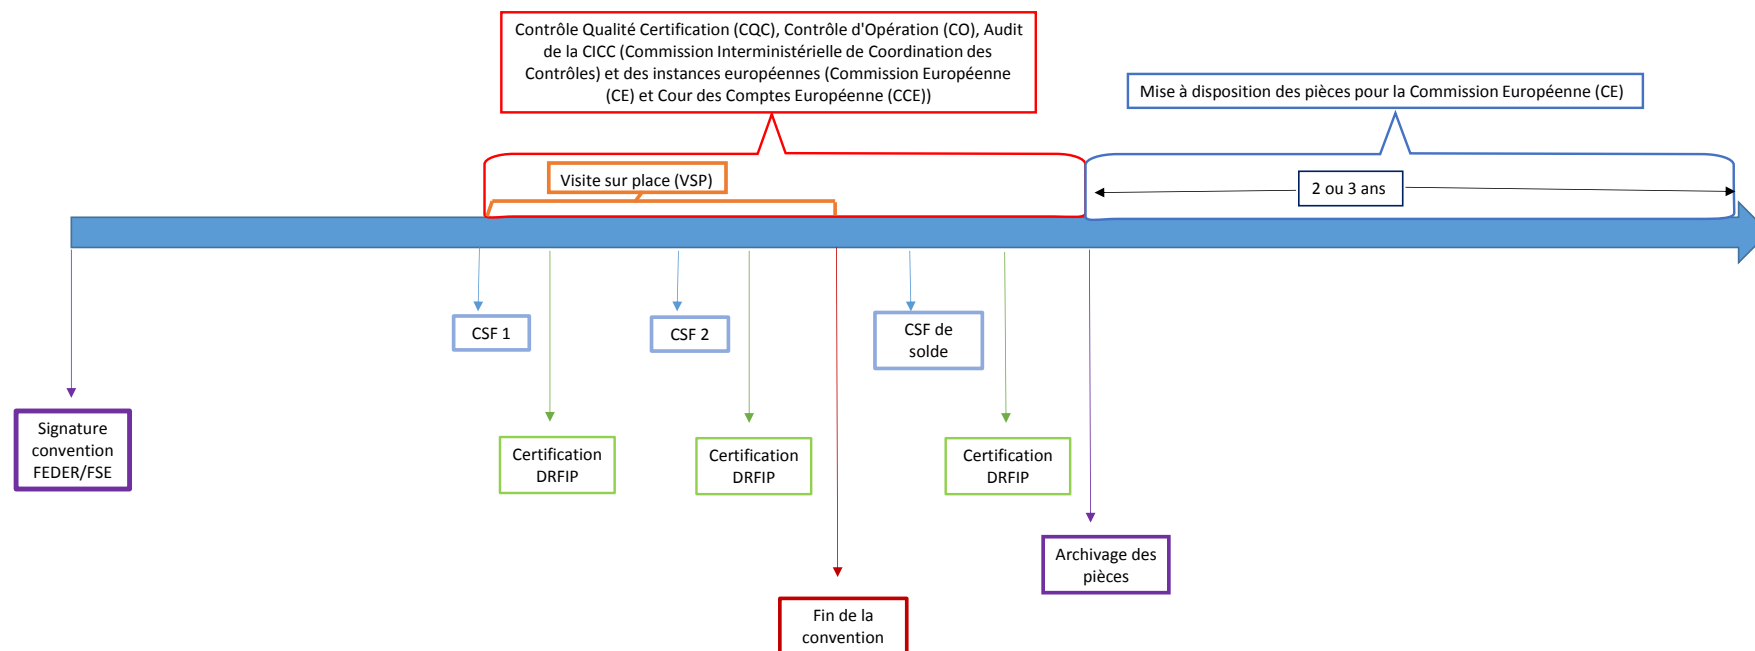 Contrôle Qualité Certification (CQC), Contrôle d'Opération (CO), Audit
de la CICC (Commission Interministérielle de Coordination des
Contrôles) et des instances européennes (Commission Européenne
(CE) et Cour des Comptes Européenne (CCE))
Mise à disposition des pièces pour la Commission Européenne (CE)
Visite sur place (VSP)
2 ou 3 ans
CSF 1
CSF 2
CSF de
solde
Signature
convention
FEDER/FSE
Certification
DRFIP
Certification
DRFIP
Certification
DRFIP
Archivage des
pièces
Fin de la
convention